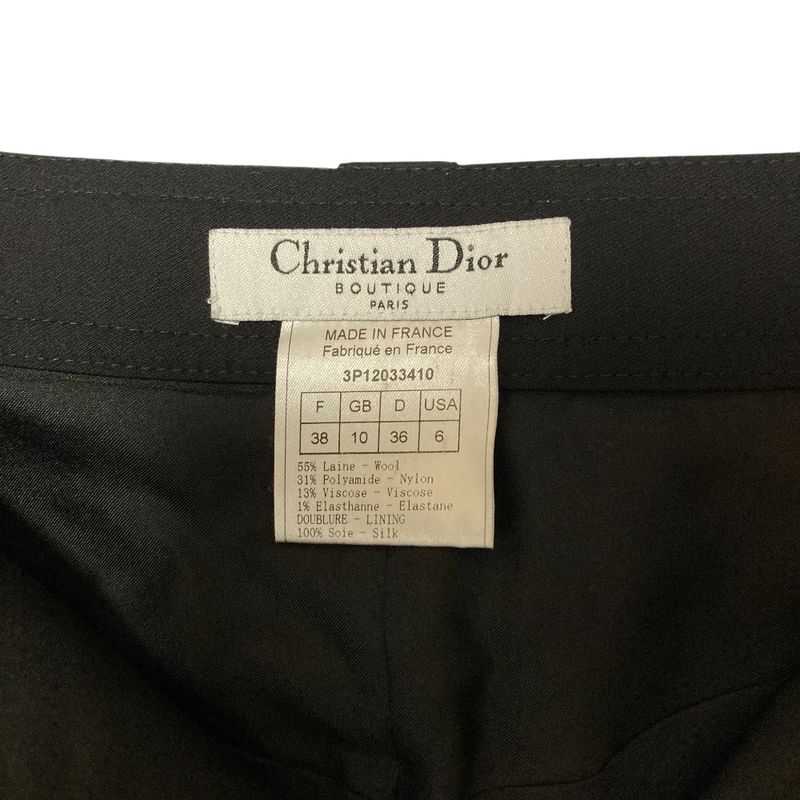 Christian Dior
BOUTIQUE
PARIS
MADE IN FRANCE
Fabriqué en France
3P12033410
F GB D USA
38 10 36 6
55% Laine - Wool
31% Polyamide - Nylon
13% Viscose - Viscose
1% Elasthanne - Elastane
DOUBLURE - LINING
100% Soie - Silk